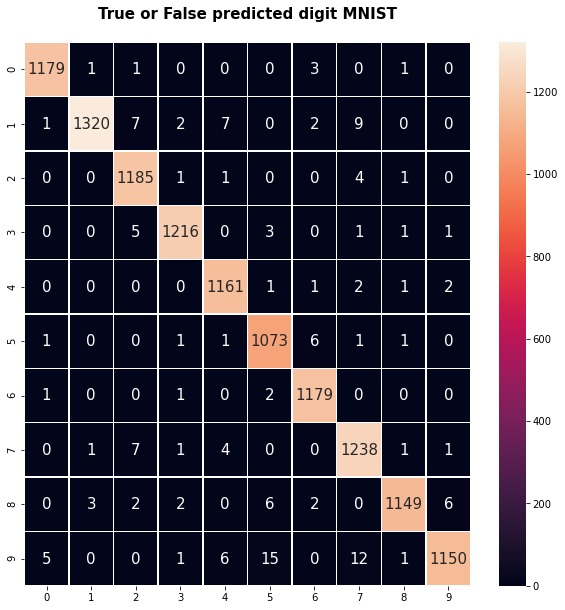 True or False predicted digit MNIST
0 1179 1 1 0 0 0 3 0 1 0
1 1 1320 7 2 7 0 2 9 0 0
2 0 0 1185 1 1 0 0 4 1 0
3 0 0 5 1216 0 3 0 1 1 1
4 0 0 0 0 1161 1 1 2 1 2
5 1 0 0 1 1 1073 6 1 1 0
6 1 0 0 1 0 2 1179 0 0 0
7 0 1 7 1 4 0 0 1238 1 1
8 0 3 2 2 0 6 2 0 1149 6
9 5 0 0 1 6 15 0 12 1 1150
0 1 2 3 4 5 6 7 8 9
1200
1000
800
600
400
200
0